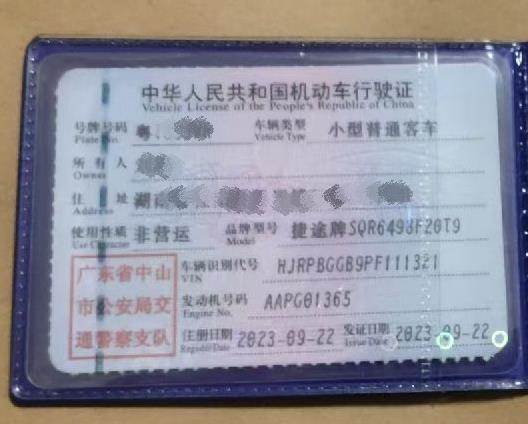 中华人民共和国机动车行驶证
Vehicle License of the People's Republic of China
号牌号码 粤 车辆类型 小型普通客车
Plate No. Vehicle Type
所有人
Owner
住址 湖
Address
使用性质 非营运 品牌型号 捷途牌SQR6493F20T9
Use Character Model
广东省中山 车辆识别代号 HJRPBGGB9PF111321
VIN
市公安局交 发动机号码 AAPG01365
Engine No.
通警察支队 注册日期 2023-09-22 发证日期 2023-09-22
Register Date Issue Date